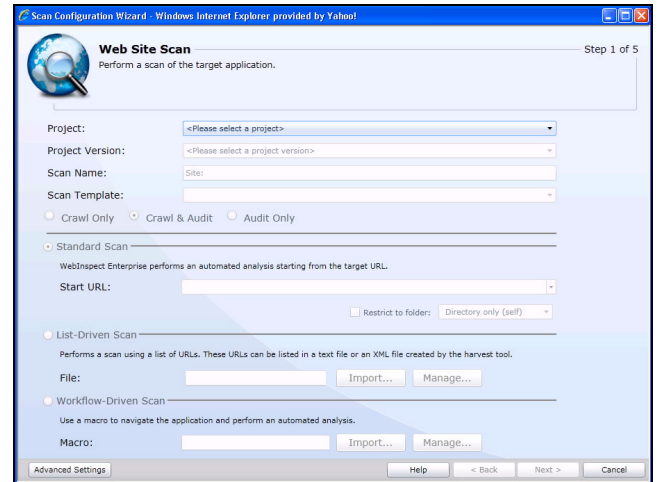 Scan Configuration Wizard - Windows Internet Explorer provided by Yahoo!
Web Site Scan
Step 1 of 5
Perform a scan of the target application.
Project: <Please select a project>
Project Version: <Please select a project version>
Scan Name: Site:
Scan Template:
Crawl Only Crawl & Audit Audit Only
Standard Scan
WebInspect Enterprise performs an automated analysis starting from the target URL.
Start URL:
Restrict to folder: Directory only (self)
List-Driven Scan
Performs a scan using a list of URLs. These URLs can be listed in a text file or an XML file created by the harvest tool.
File: Import... Manage...
Workflow-Driven Scan
Use a macro to navigate the application and perform an automated analysis.
Macro: Import... Manage...
Advanced Settings Help < Back Next > Cancel